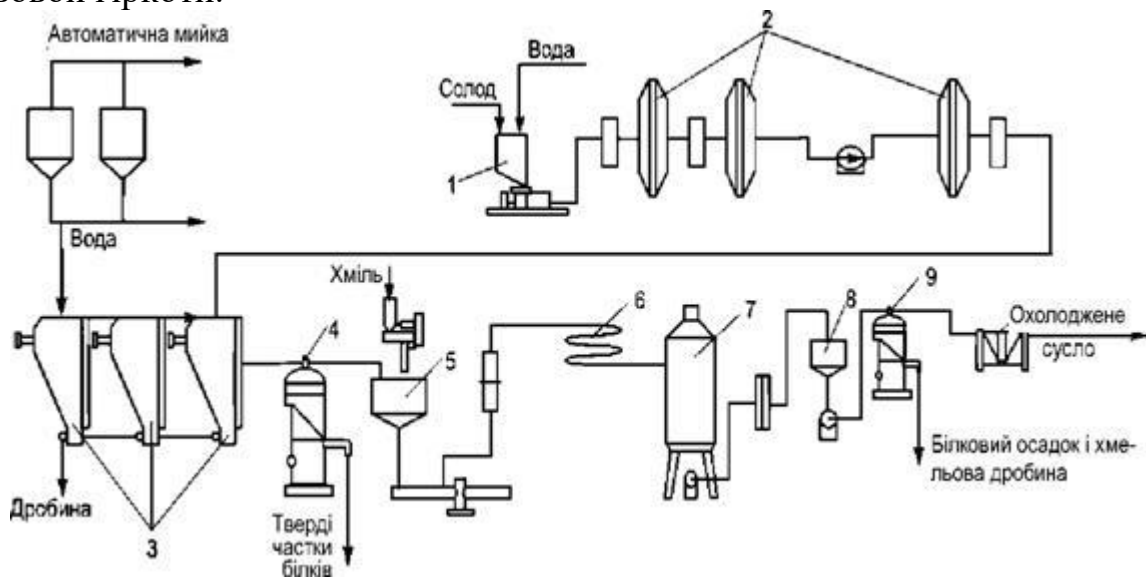 Автоматична мийка
2
Вода
Солод
1
Вода
Хміль
4
5
6
7
8
9
Охолоджене
сусло
Білковий осадок і хме-
льова дробина
Дробина
3
Тверді
частки
білків